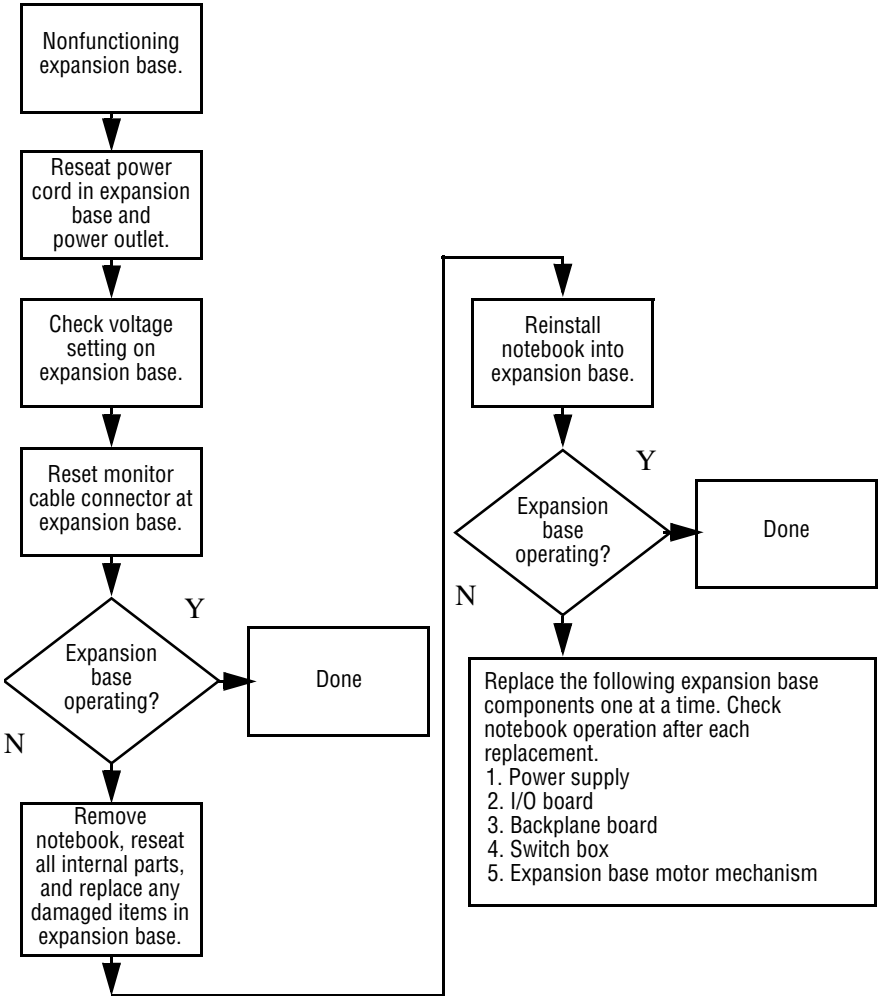 Nonfunctioning
expansion base.
Reseat power
cord in expansion
base and
power outlet.
Check voltage
setting on
expansion base.
Reset monitor
cable connector at
expansion base.
Y
Expansion
base
operating?
Done
N
Remove
notebook, reseat
all internal parts,
and replace any
damaged items in
expansion base.
Reinstall
notebook into
expansion base.
Y
Expansion
base
operating?
Done
N
Replace the following expansion base
components one at a time. Check
notebook operation after each
replacement.
1. Power supply
2. I/O board
3. Backplane board
4. Switch box
5. Expansion base motor mechanism